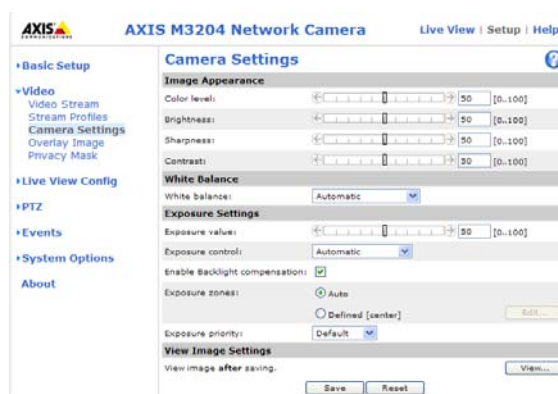 AXIS
COMMUNICATIONS
AXIS M3204 Network Camera
Live View | Setup | Help
Basic Setup
Video
Video Stream
Stream Profiles
Camera Settings
Overlay Image
Privacy Mask
Live View Config
PTZ
Events
System Options
About
Camera Settings
?
Image Appearance
Color level: 50 [0..100]
Brightness: 50 [0..100]
Sharpness: 50 [0..100]
Contrast: 50 [0..100]
White Balance
White balance: Automatic
Exposure Settings
Exposure value: 50 [0..100]
Exposure control: Automatic
Enable Backlight compensation:
Exposure zones: Auto
Defined [center] Edit...
Exposure priority: Default
View Image Settings
View image after saving. View...
Save Reset